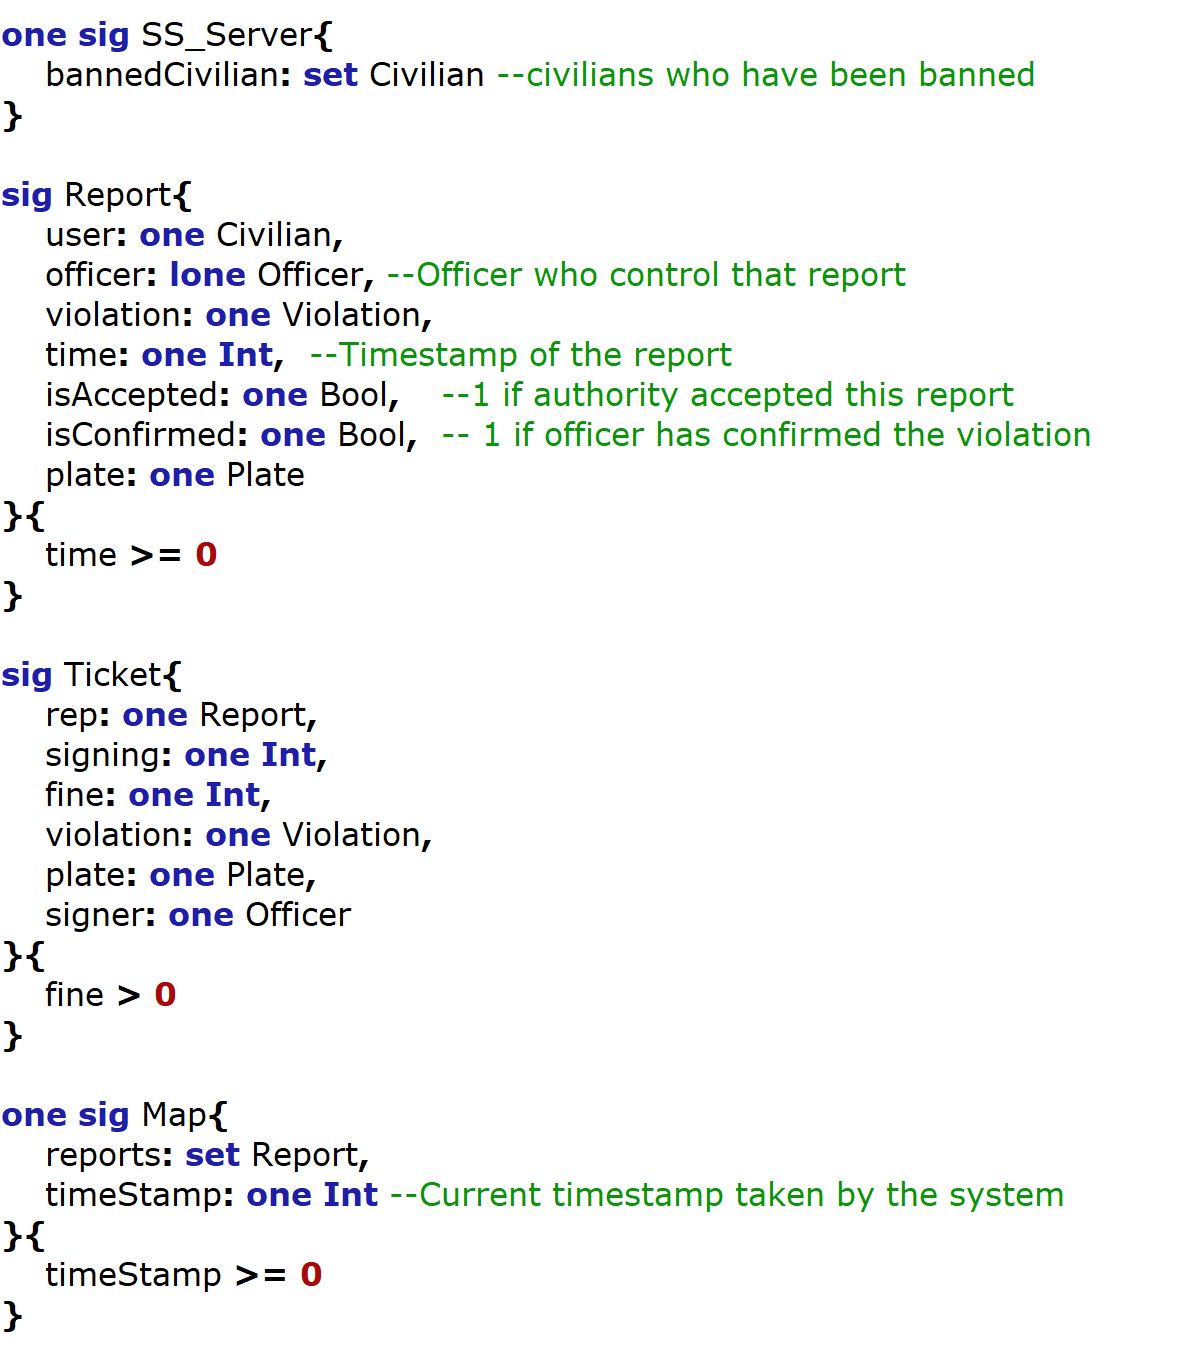 one sig SS_Server{
bannedCivilian: set Civilian --civilians who have been banned
}
sig Report{
user: one Civilian,
officer: lone Officer, --Officer who control that report
violation: one Violation,
time: one Int,  --Timestamp of the report
isAccepted: one Bool,   --1 if authority accepted this report
isConfirmed: one Bool,  -- 1 if officer has confirmed the violation
plate: one Plate
}{
time >= 0
}
sig Ticket{
rep: one Report,
signing: one Int,
fine: one Int,
violation: one Violation,
plate: one Plate,
signer: one Officer
}{
fine > 0
}
one sig Map{
reports: set Report,
timeStamp: one Int --Current timestamp taken by the system
}{
timeStamp >= 0
}